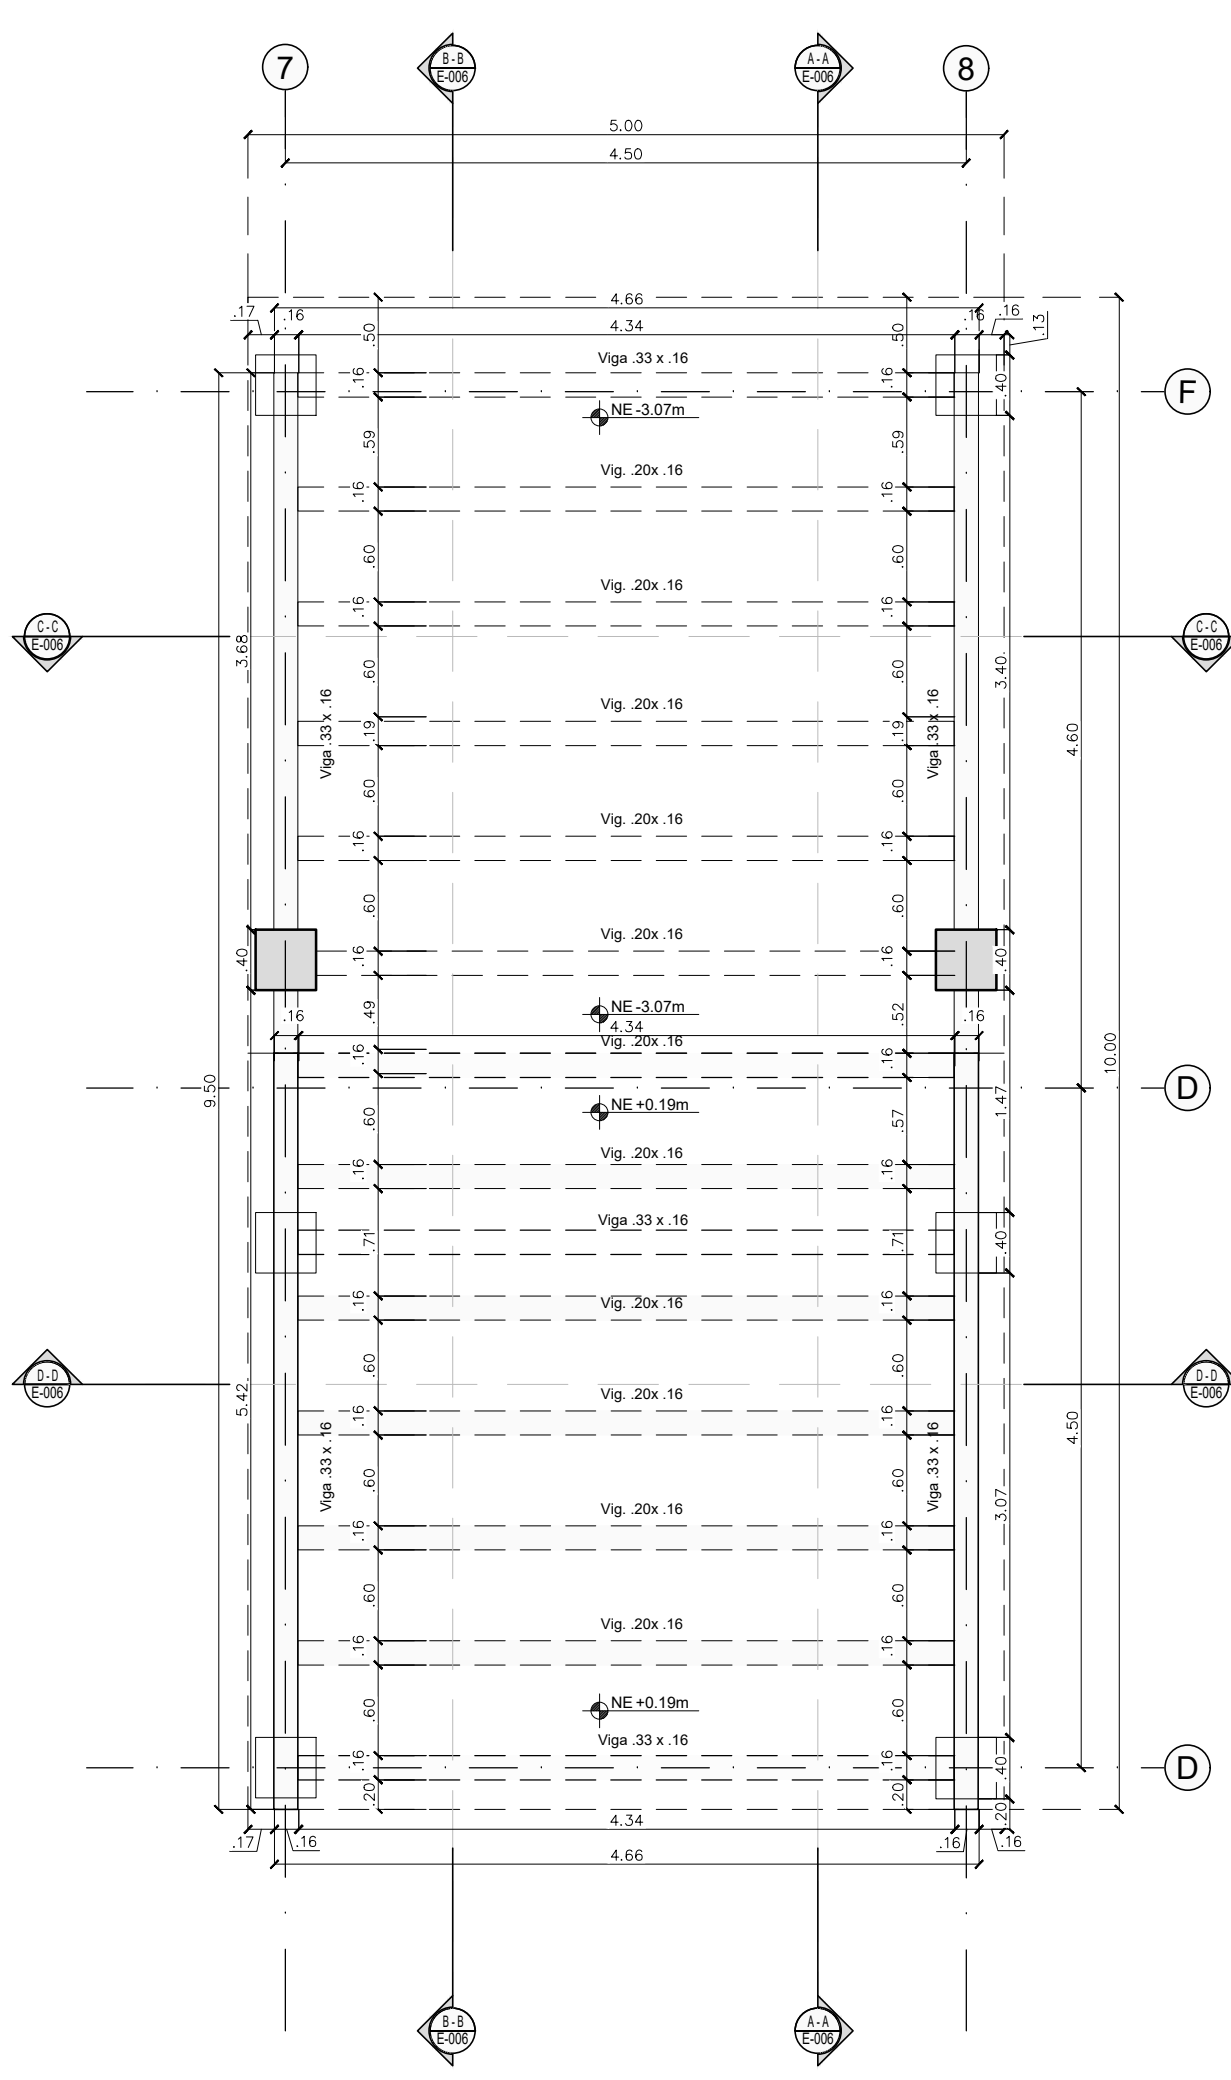 7
B-B
E-006
A-A
E-006
8
5.00
4.50
4.66
.17
.16
4.34
.16
.16
.13
.50
.50
Viga .33 x .16
.16
.16
.40
F
NE -3.07m
.59
.59
Vig. .20x .16
.16
.16
.60
.60
Vig. .20x .16
.16
.16
C-C
E-006
C-C
E-006
3.68
.60
.60
3.40
Vig. .20x .16
Viga .33 x .16
Viga .33 x .16
.19
.19
4.60
.60
.60
Vig. .20x .16
.16
.16
.60
.60
Vig. .20x .16
.40
.16
.16
.40
NE -3.07m
.49
.52
.16
4.34
.16
Vig. .20x .16
.16
.16
10.00
9.50
D
1.47
NE +0.19m
.60
.57
Vig. .20x .16
.16
.16
Viga .33 x .16
.71
.71
.40
Vig. .20x .16
.16
.16
D-D
E-006
D-D
E-006
.60
.60
5.42
Vig. .20x .16
.16
.16
4.50
Viga .33 x .16
Viga .33 x .16
.60
.60
3.07
Vig. .20x .16
.16
.16
.60
.60
Vig. .20x .16
.16
.16
NE +0.19m
.60
.60
Viga .33 x .16
.16
.16
.40
D
.20
.20
.20
4.34
.17
.16
.16
.16
4.66
B-B
E-006
A-A
E-006